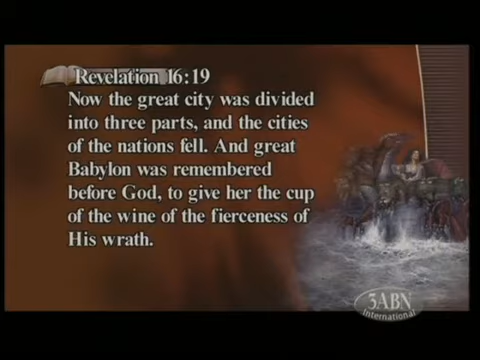 Revelation 16:19
Now the great city was divided
into three parts, and the cities
of the nations fell. And great
Babylon was remembered
before God, to give her the cup
of the wine of the fierceness of
His wrath.
3ABN
International